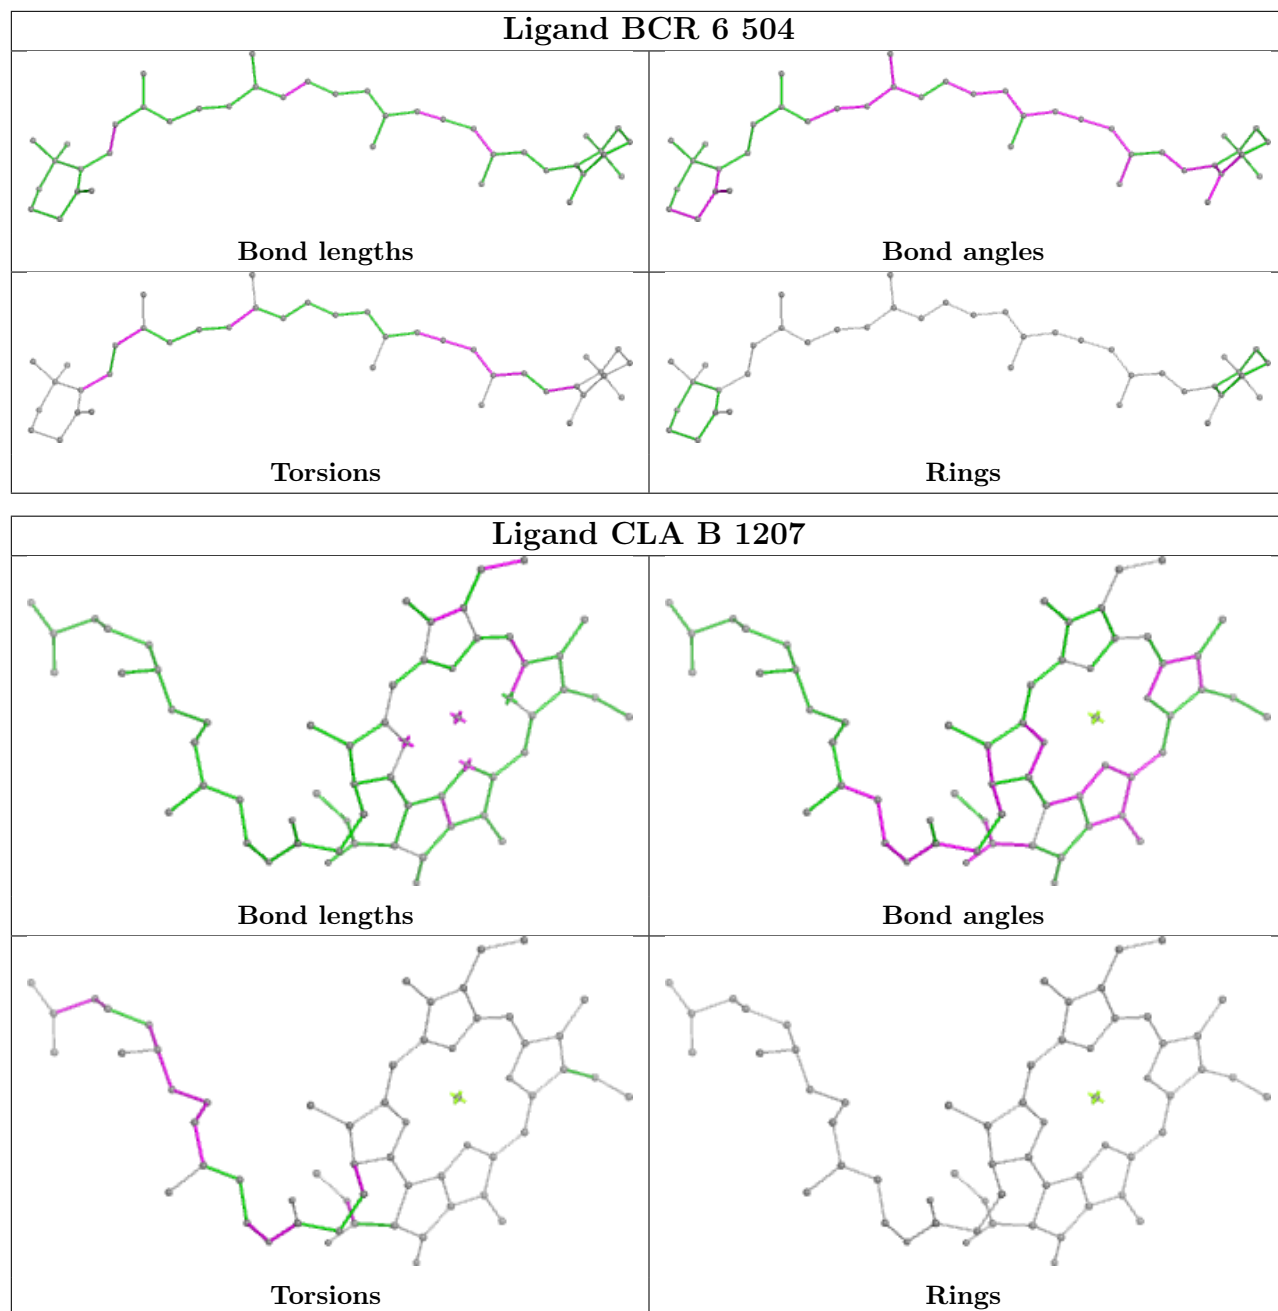 Ligand BCR 6 504
Bond lengths
Bond angles
Torsions
Rings
Ligand CLA B 1207
Bond lengths
Bond angles
Torsions
Rings